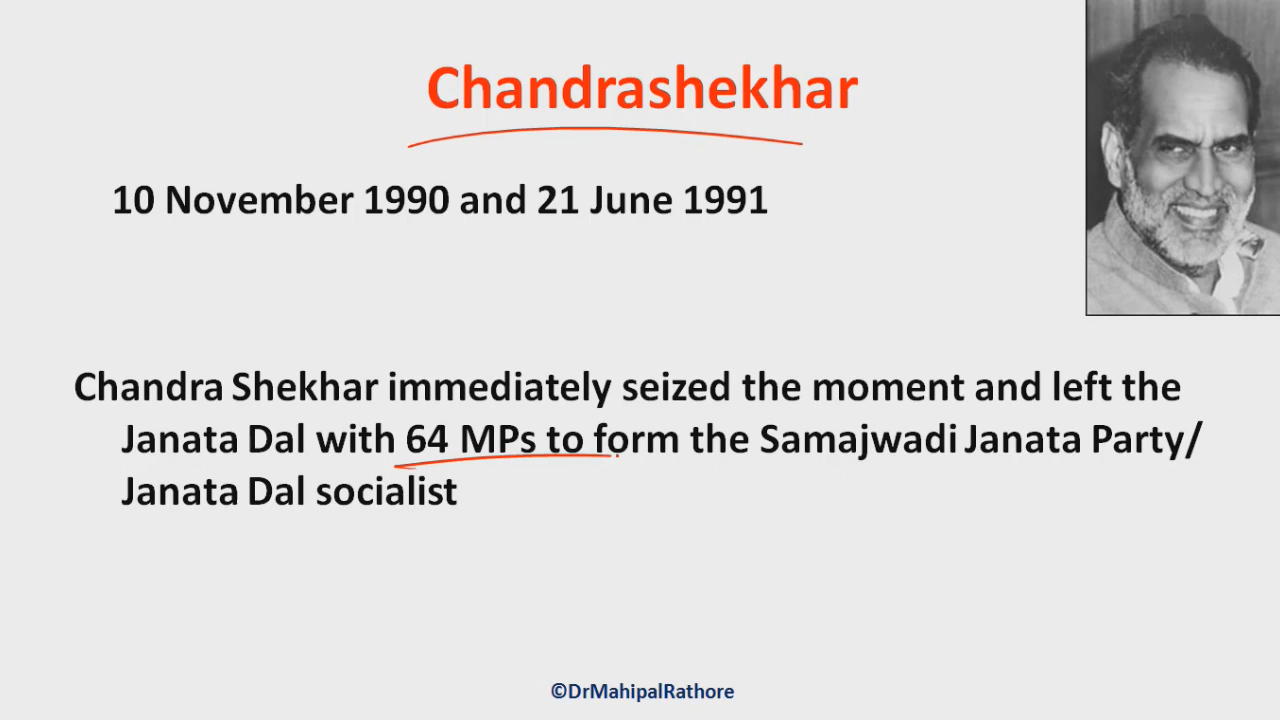 Chandrashekhar
10 November 1990 and 21 June 1991
Chandra Shekhar immediately seized the moment and left the
Janata Dal with 64 MPs to form the Samajwadi Janata Party/
Janata Dal socialist
©DrMahipalRathore